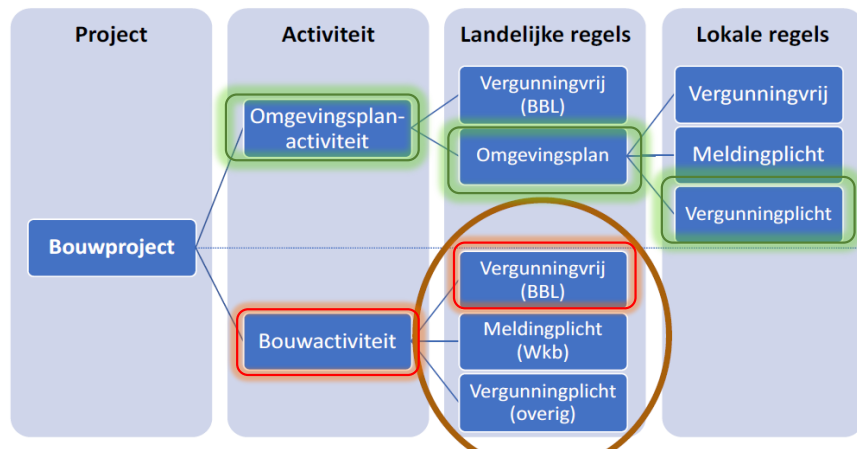 Project
Activiteit
Landelijke regels
Lokale regels
Bouwproject
Omgevingsplan-
activiteit
Bouwactiviteit
Vergunningvrij
(BBL)
Omgevingsplan
Vergunningvrij
(BBL)
Meldingplicht
(Wkb)
Vergunningplicht
(overig)
Vergunningvrij
Meldingplicht
Vergunningplicht